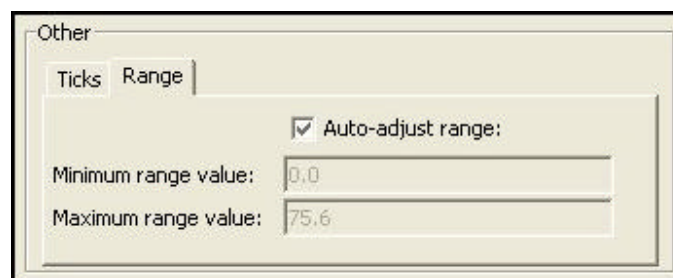 Other
Ticks Range
Auto-adjust range:
Minimum range value: 0.0
Maximum range value: 75.6